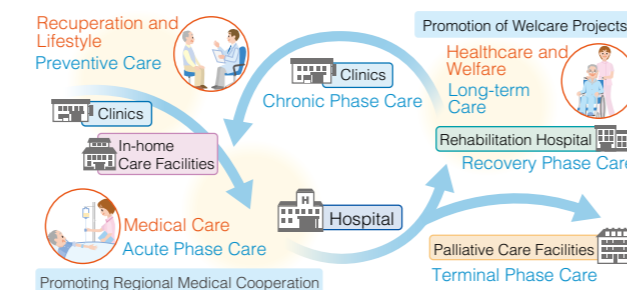 Recuperation and
Lifestyle
Preventive Care
Clinics
In-home
Care Facilities
Medical Care
Acute Phase Care
Promoting Regional Medical Cooperation
Clinics
Chronic Phase Care
H
Hospital
Promotion of Welcare Projects
Healthcare and
Welfare
Long-term
Care
Rehabilitation Hospital
Recovery Phase Care
Palliative Care Facilities
Terminal Phase Care